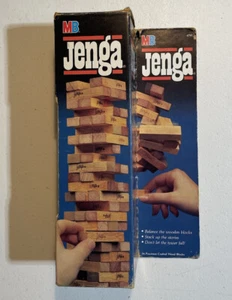 MB
Jenga
MB
Jenga
• Balance the wooden blocks
• Stack up the stories
• Don't let the tower fall!